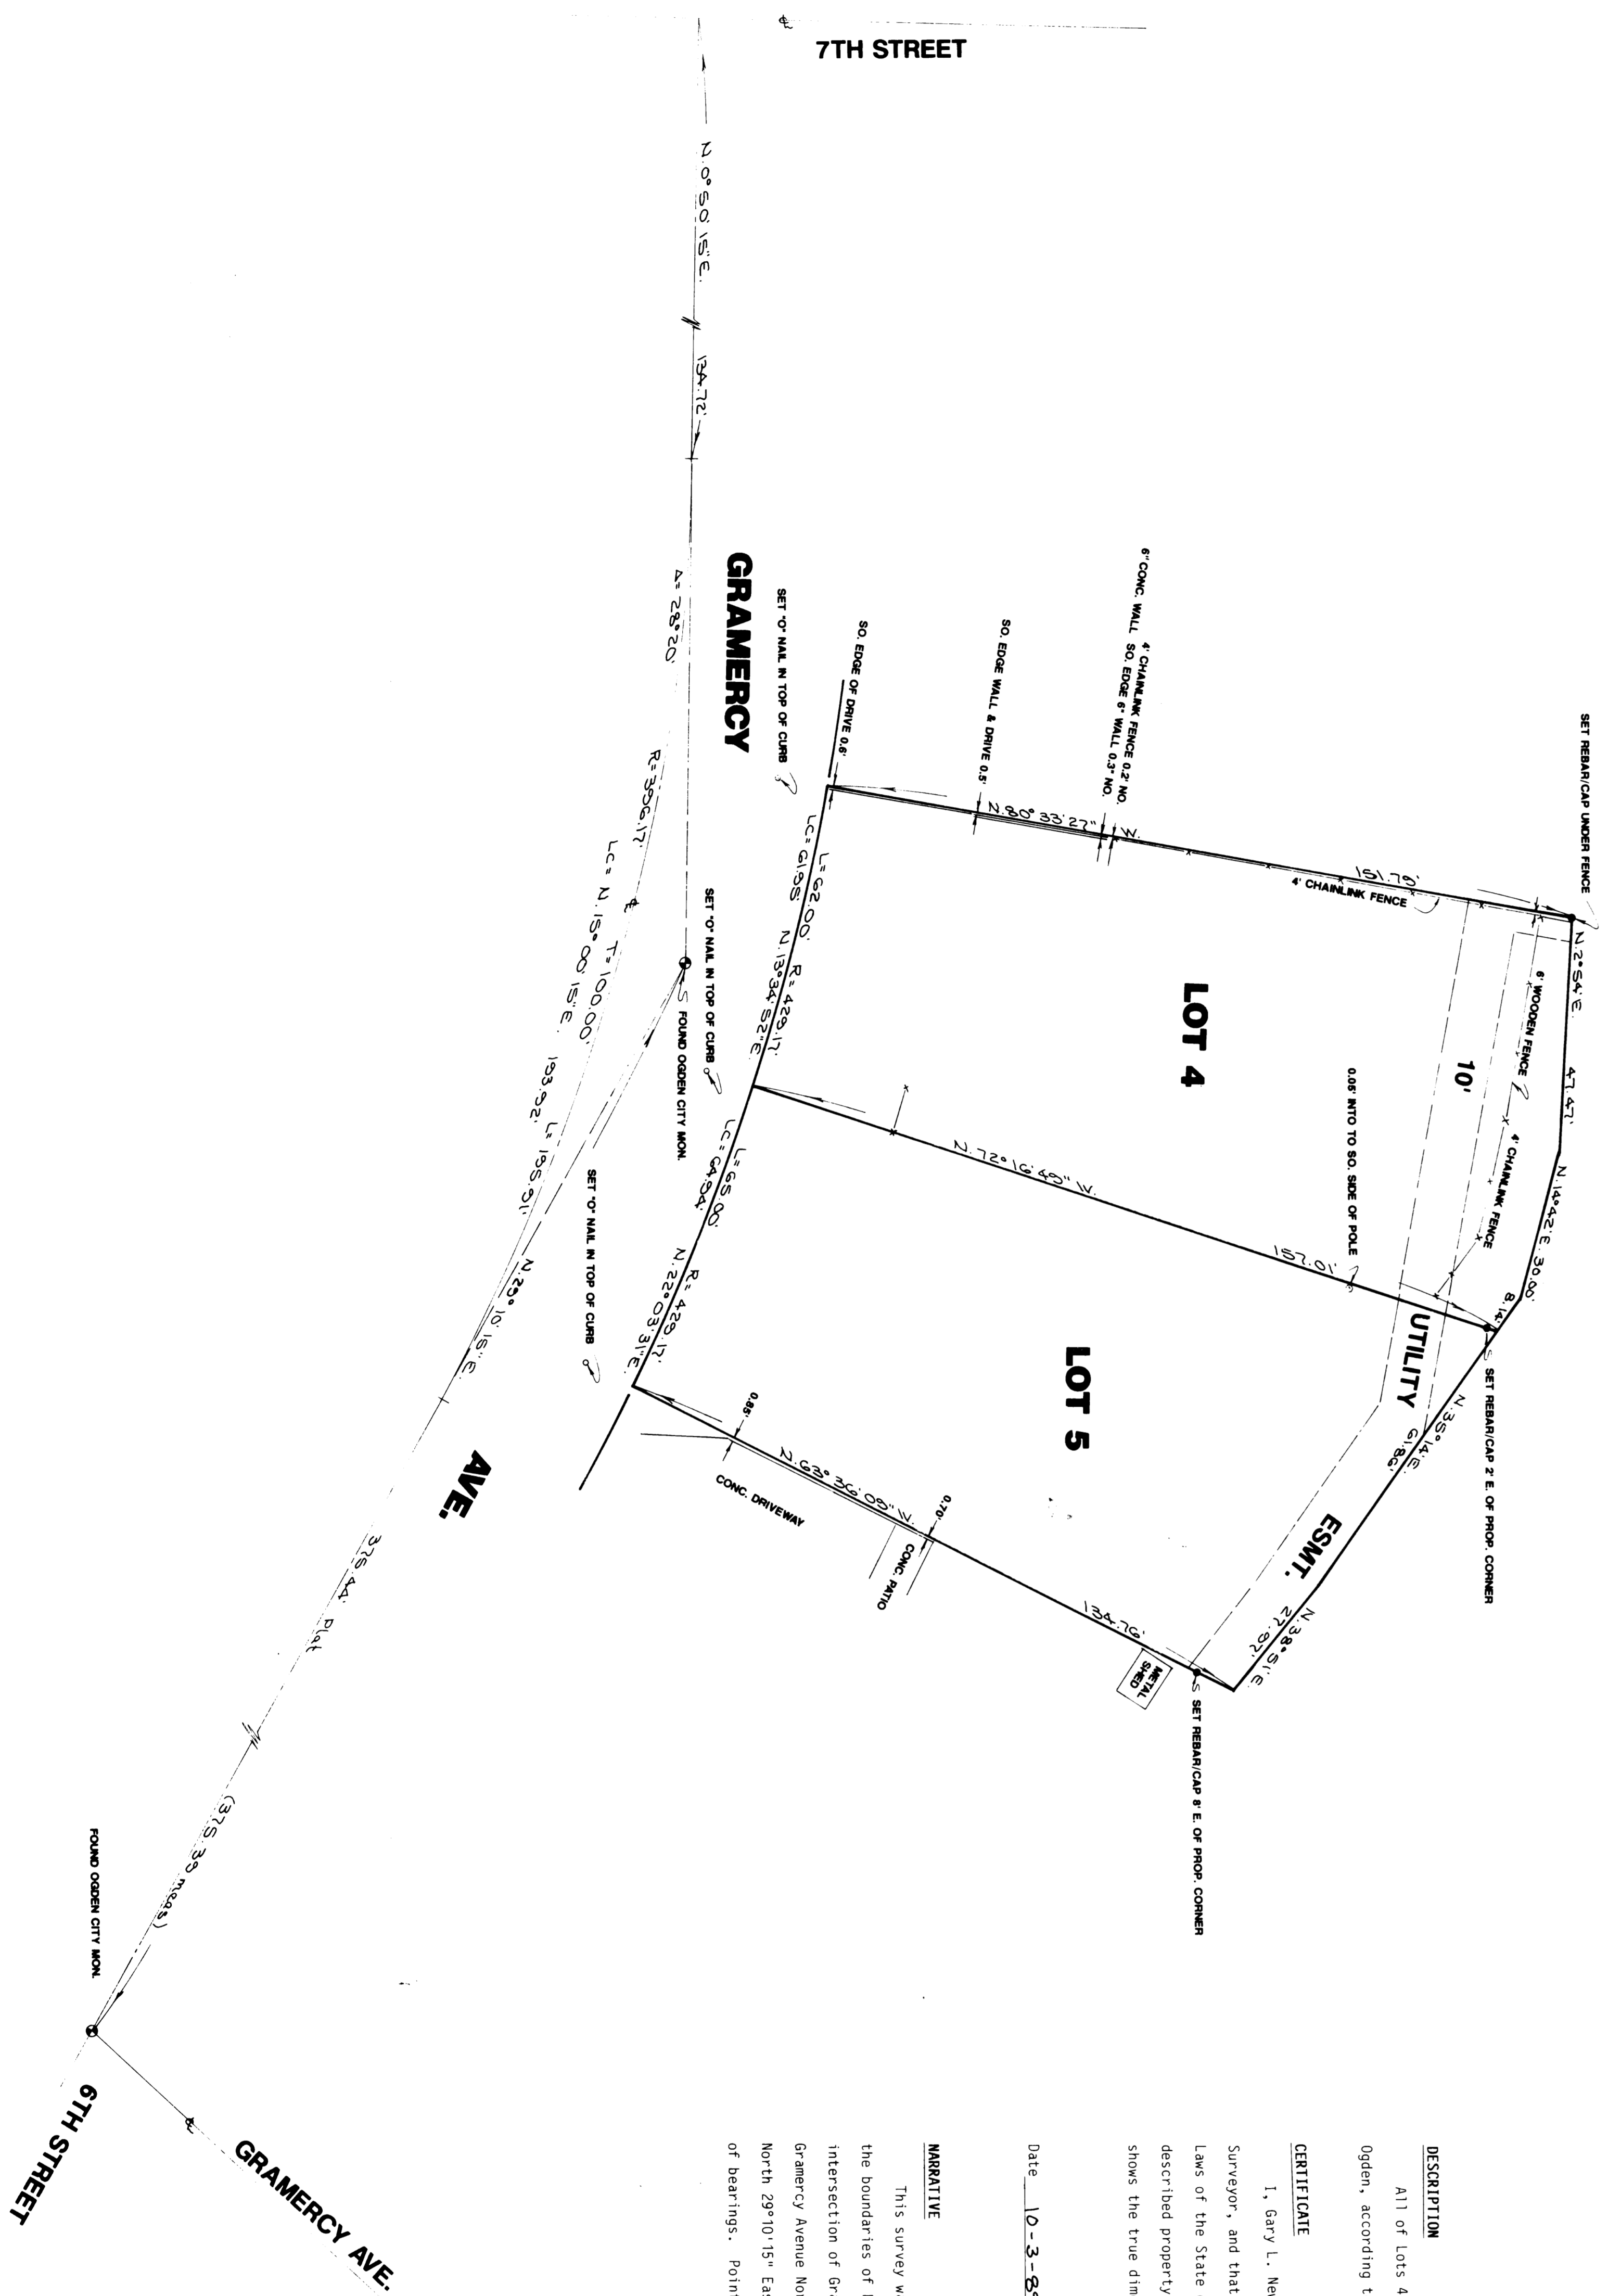 7TH STREET
N. 0° 50' 15" E.
134.72'
GRAMERCY
Δ= 28° 20'
R= 396.17'
LC= N. 15° 00' 15" E. 193.92'
T= 100.00'
L= 195.91'
SET "O" NAIL IN TOP OF CURB
SO. EDGE OF DRIVE 0.6'
SO. EDGE WALL & DRIVE 0.5'
4' CHAINLINK FENCE 0.2' NO.
6" CONC. WALL SO. EDGE 6" WALL 0.3" NO.
SET REBAR/CAP UNDER FENCE
N. 80° 33' 27" W.
151.79'
4' CHAINLINK FENCE
L= 62.00' R= 429.17'
LC= 61.95' N. 13° 34' 52" E.
SET "O" NAIL IN TOP OF CURB
FOUND OGDEN CITY MON.
LOT 4
N. 2° 54' E. 47.47'
6' WOODEN FENCE
10'
4' CHAINLINK FENCE
N. 14° 42' E. 30.00'
8.14'
0.05' INTO TO SO. SIDE OF POLE
N. 72° 16' 49" W.
157.01'
L= 65.00' R= 429.17'
LC= 64.94' N. 22° 03' 31" E.
SET "O" NAIL IN TOP OF CURB
LOT 5
UTILITY
ESMT.
SET REBAR/CAP 2' E. OF PROP. CORNER
N. 35° 14' E.
61.86'
N. 38° 51' E.
27.97'
0.85'
N. 63° 36' 09" W.
134.76'
0.70'
CONC. DRIVEWAY
CONC. PATIO
METAL
SHED
SET REBAR/CAP 8' E. OF PROP. CORNER
N. 29° 10' 15" E.
AVE.
375.44' Plat
(375.39 meas)
FOUND OGDEN CITY MON.
6TH STREET
GRAMERCY AVE.
DESCRIPTION
All of Lots 4
Ogden, according t
CERTIFICATE
I, Gary L. New
Surveyor, and that
Laws of the State
described property
shows the true dim
Date 10-3-89
NARRATIVE
This survey wa
the boundaries of
intersection of Gra
Gramercy Avenue Nor
North 29°10'15" Eas
of bearings. Poin